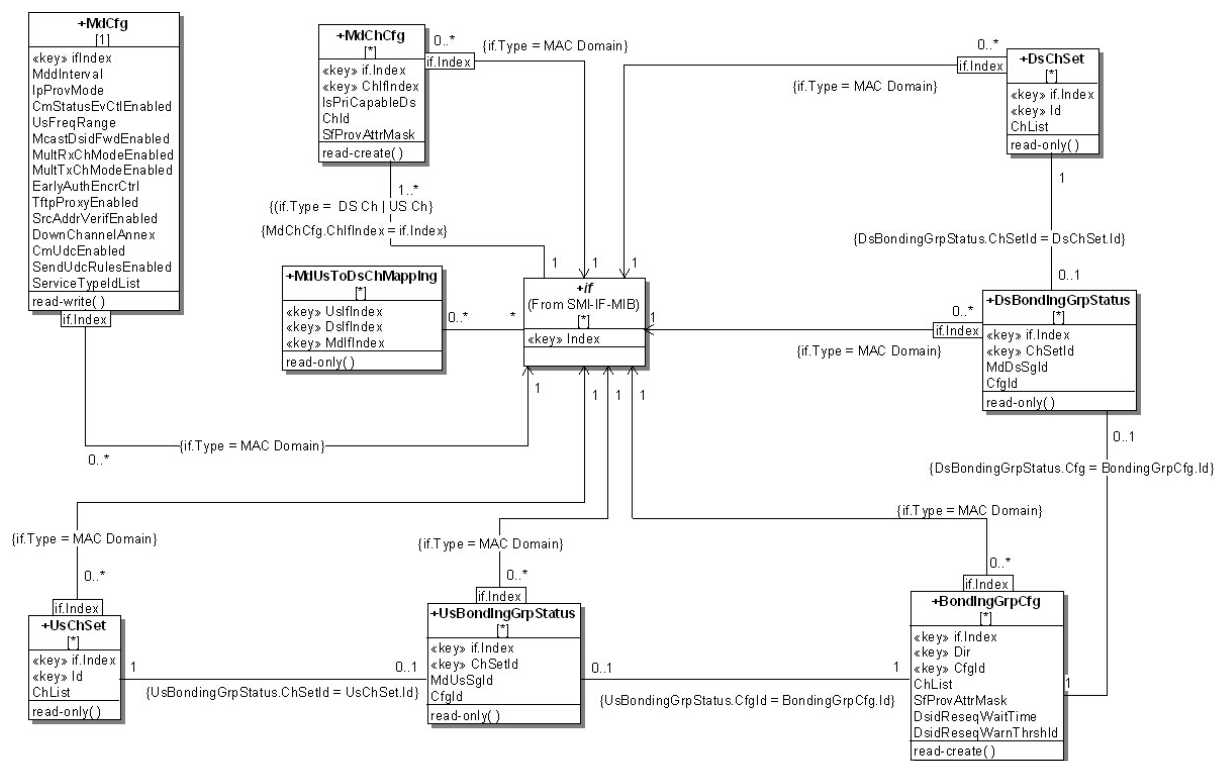 +MdCfg
[1]
«key» ifIndex
MddInterval
IpProvMode
CmStatusEvCtlEnabled
UsFreqRange
McastDsidFwdEnabled
MultRxChModeEnabled
MultTxChModeEnabled
EarlyAuthEncrCtrl
TftpProxyEnabled
SrcAddrVerifEnabled
DownChannelAnnex
CmUdcEnabled
SendUdcRulesEnabled
ServiceTypeIdList
read-write()
if.Index
0..*
{if.Type = MAC Domain}
1
+MdChCfg
[*]
«key» if.Index
«key» ChIfIndex
IsPriCapableDs
ChId
SfProvAttrMask
read-create()
0..*
if.Index
{if.Type = MAC Domain}
1
1..*
{(if.Type = DS Ch | US Ch}
{MdChCfg.ChIfIndex = if.Index}
1
+DsChSet
[*]
«key» if.Index
«key» Id
ChList
read-only()
0..*
if.Index
{if.Type = MAC Domain}
1
1
{DsBondingGrpStatus.ChSetId = DsChSet.Id}
0..1
+MdUsToDsChMapping
[*]
«key» UsIfIndex
«key» DsIfIndex
«key» MdIfIndex
read-only()
0..*
*
+if
(From SMI-IF-MIB)
[*]
«key» Index
+DsBondingGrpStatus
[*]
«key» if.Index
«key» ChSetId
MdDsSgId
CfgId
read-only()
0..*
if.Index
1
{if.Type = MAC Domain}
0..1
{DsBondingGrpStatus.Cfg = BondingGrpCfg.Id}
1
1
1
1
{if.Type = MAC Domain}
0..*
if.Index
+UsChSet
[*]
«key» if.Index
«key» Id
ChList
read-only()
1
0..1
{UsBondingGrpStatus.ChSetId = UsChSet.Id}
{if.Type = MAC Domain}
0..*
if.Index
+UsBondingGrpStatus
[*]
«key» if.Index
«key» ChSetId
MdUsSgId
CfgId
read-only()
0..1
1
{UsBondingGrpStatus.CfgId = BondingGrpCfg.Id}
{if.Type = MAC Domain}
0..*
if.Index
+BondingGrpCfg
[*]
«key» if.Index
«key» Dir
«key» CfgId
ChList
SfProvAttrMask
DsidReseqWaitTime
DsidReseqWarnThrshld
read-create()